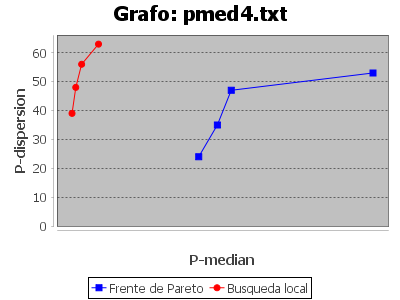 Grafo: pmed4.txt
P-dispersion
60
50
40
30
20
10
0
P-median
Frente de Pareto
Busqueda local